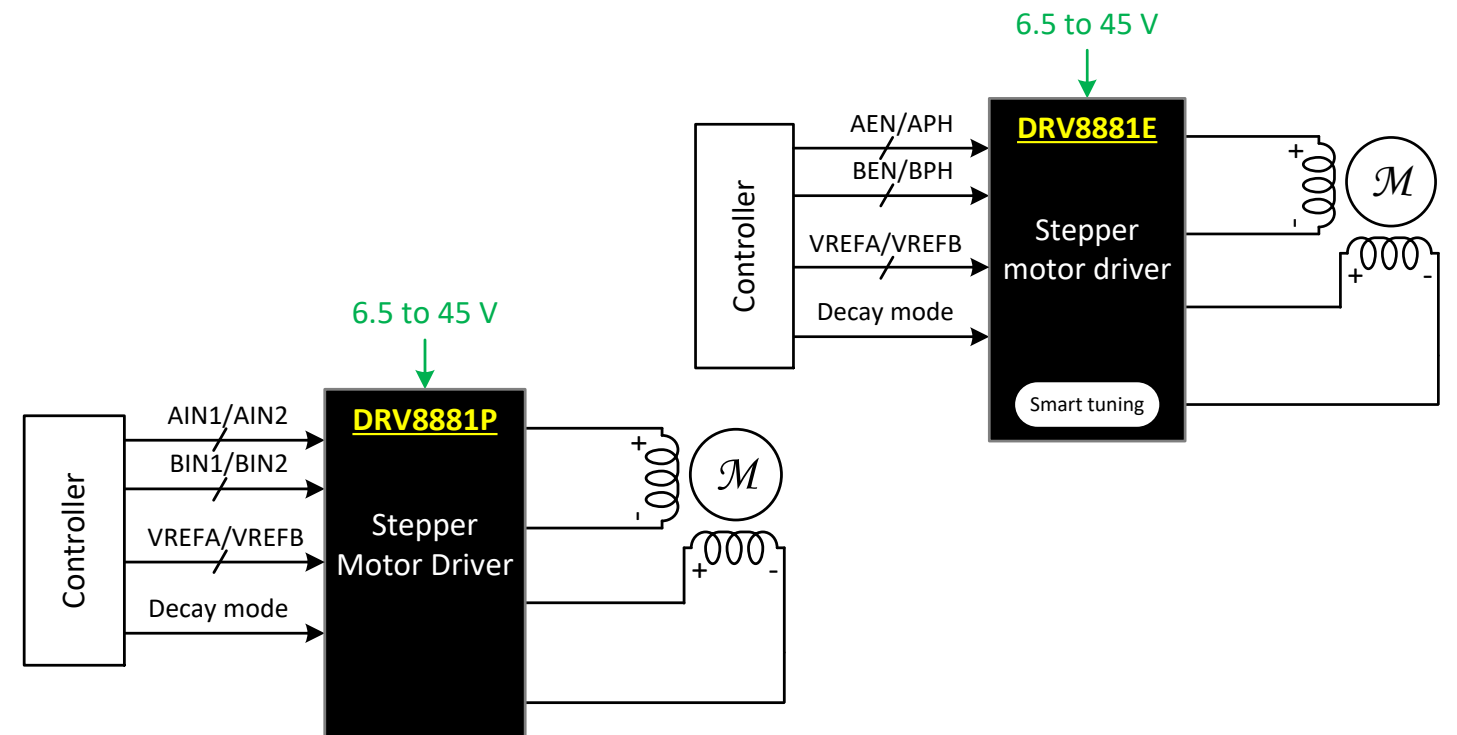 6.5 to 45 V
DRV8881E
AEN/APH
BEN/BPH
VREFA/VREFB
Decay mode
Controller
Stepper
motor driver
Smart tuning
+
-
M
+
-
6.5 to 45 V
DRV8881P
AIN1/AIN2
BIN1/BIN2
VREFA/VREFB
Decay mode
Controller
Stepper
Motor Driver
+
-
M
+
-